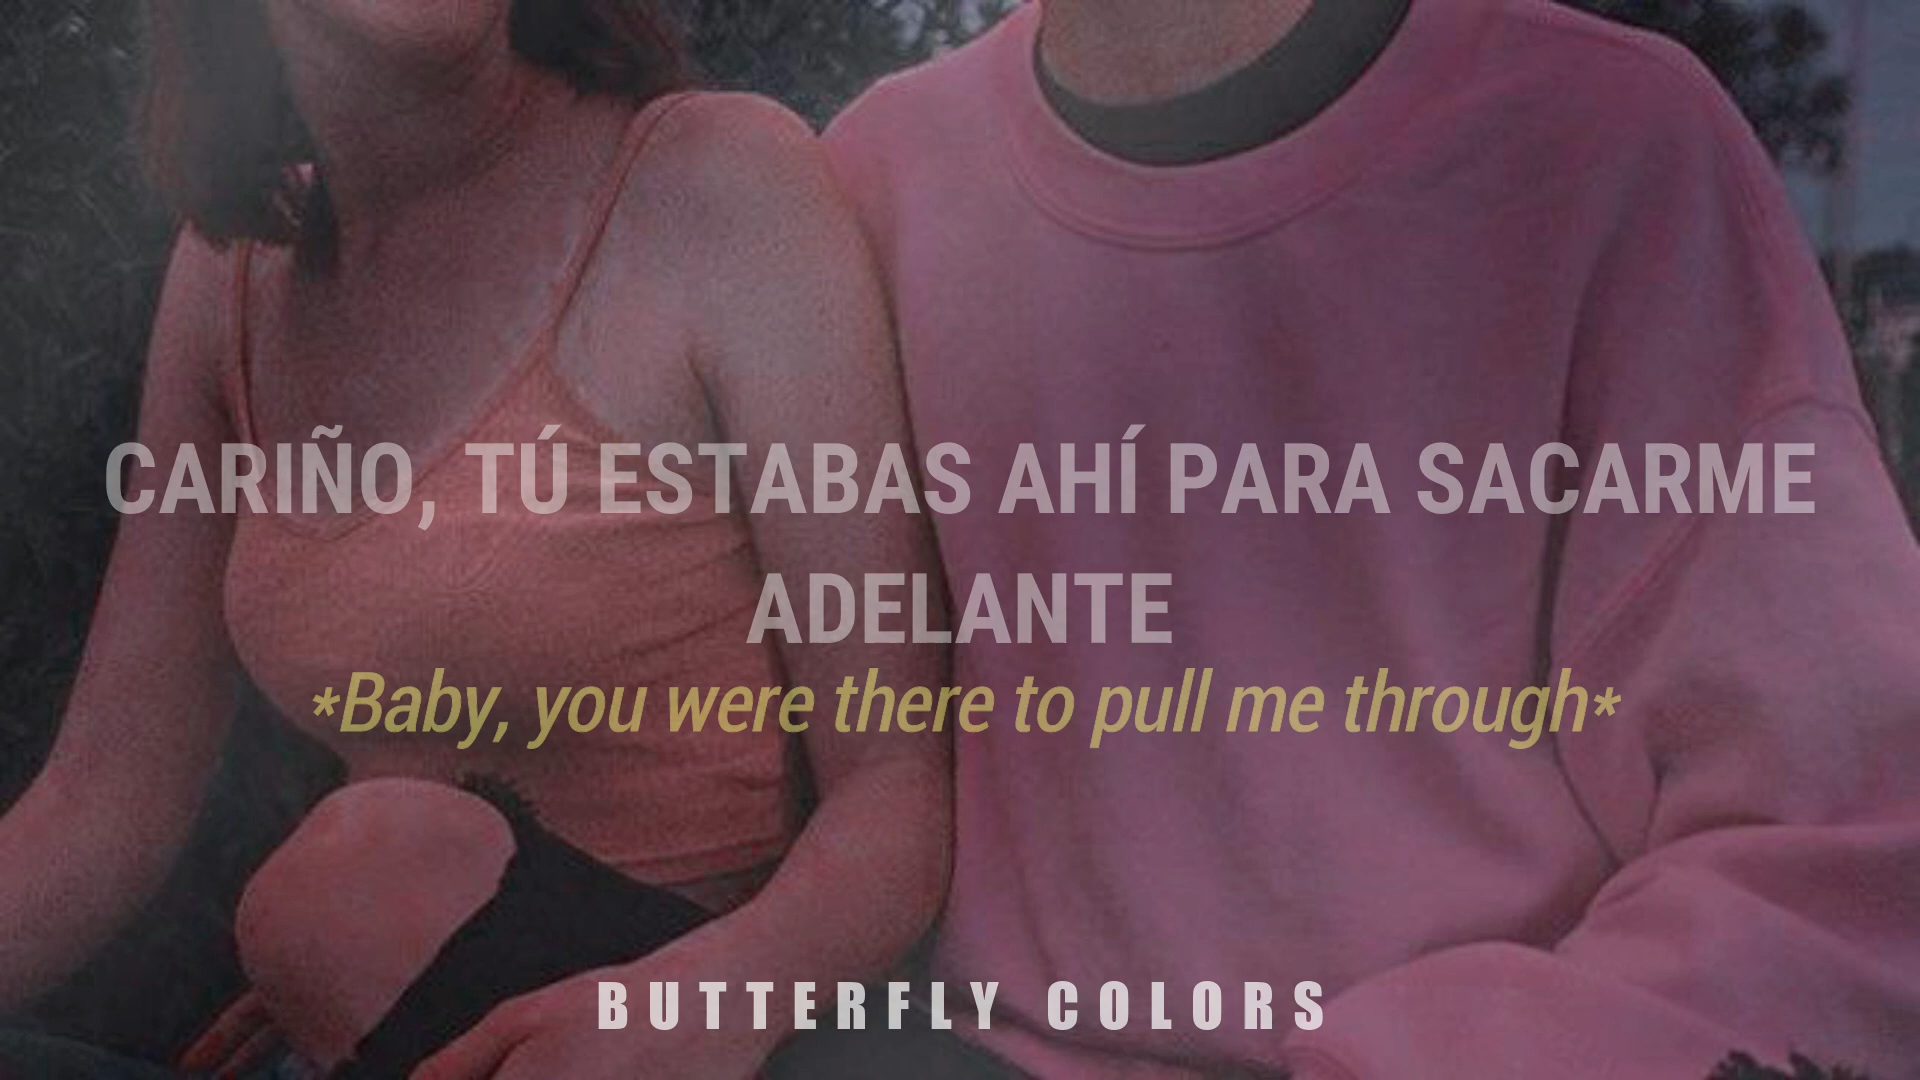 CARIÑO, TÚ ESTABAS AHÍ PARA SACARME
ADELANTE
*Baby, you were there to pull me through*
BUTTERFLY COLORS